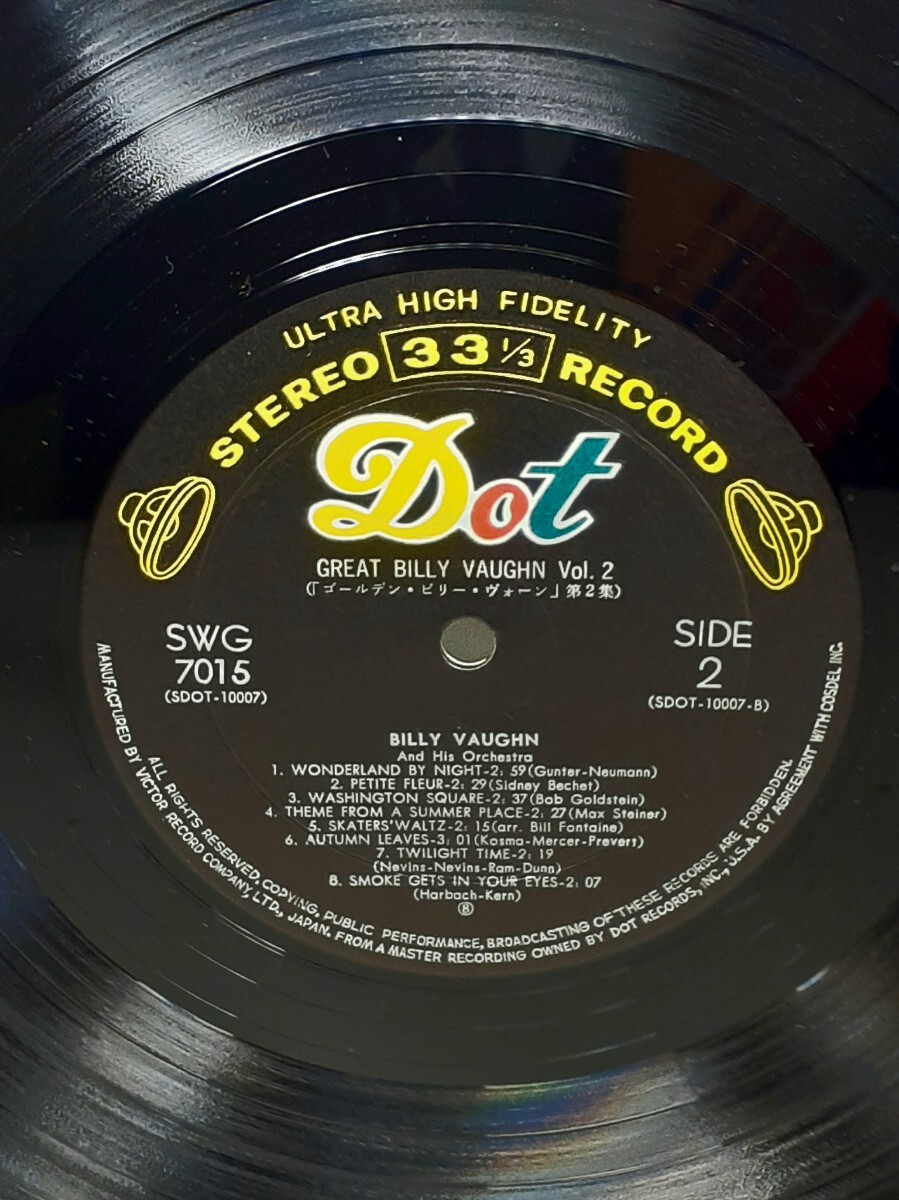 ULTRA HIGH FIDELITY
STEREO 33 1/3 RECORD
Dot
GREAT BILLY VAUGHN Vol. 2
(「ゴールデン・ビリー・ヴォーン」第2集)
SWG
7015
(SDOT-10007)
SIDE
2
(SDOT-10007-B)
BILLY VAUGHN
And His Orchestra
1. WONDERLAND BY NIGHT-2: 59(Gunter-Neumann)
2. PETITE FLEUR-2: 29(Sidney Bechet)
3. WASHINGTON SQUARE-2: 37(Bob Goldstein)
4. THEME FROM A SUMMER PLACE-2: 27(Max Steiner)
5. SKATERS'WALTZ-2: 15(arr. Bill Fontaine)
6. AUTUMN LEAVES-3: 01(Kosma-Mercer-Prevert)
7. TWILIGHT TIME-2: 19
(Nevins-Nevins-Ram-Dunn)
8. SMOKE GETS IN YOUR EYES-2: 07
(Harbach-Kern)
⑧
ALL RIGHTS RESERVED, COPYING, PUBLIC PERFORMANCE, BROADCASTING OF THESE RECORDS ARE FORBIDDEN.
MANUFACTURED BY VICTOR RECORD COMPANY, LTD., JAPAN. FROM A MASTER RECORDING OWNED BY DOT RECORDS, INC., U.S.A. BY AGREEMENT WITH COSDEL INC.